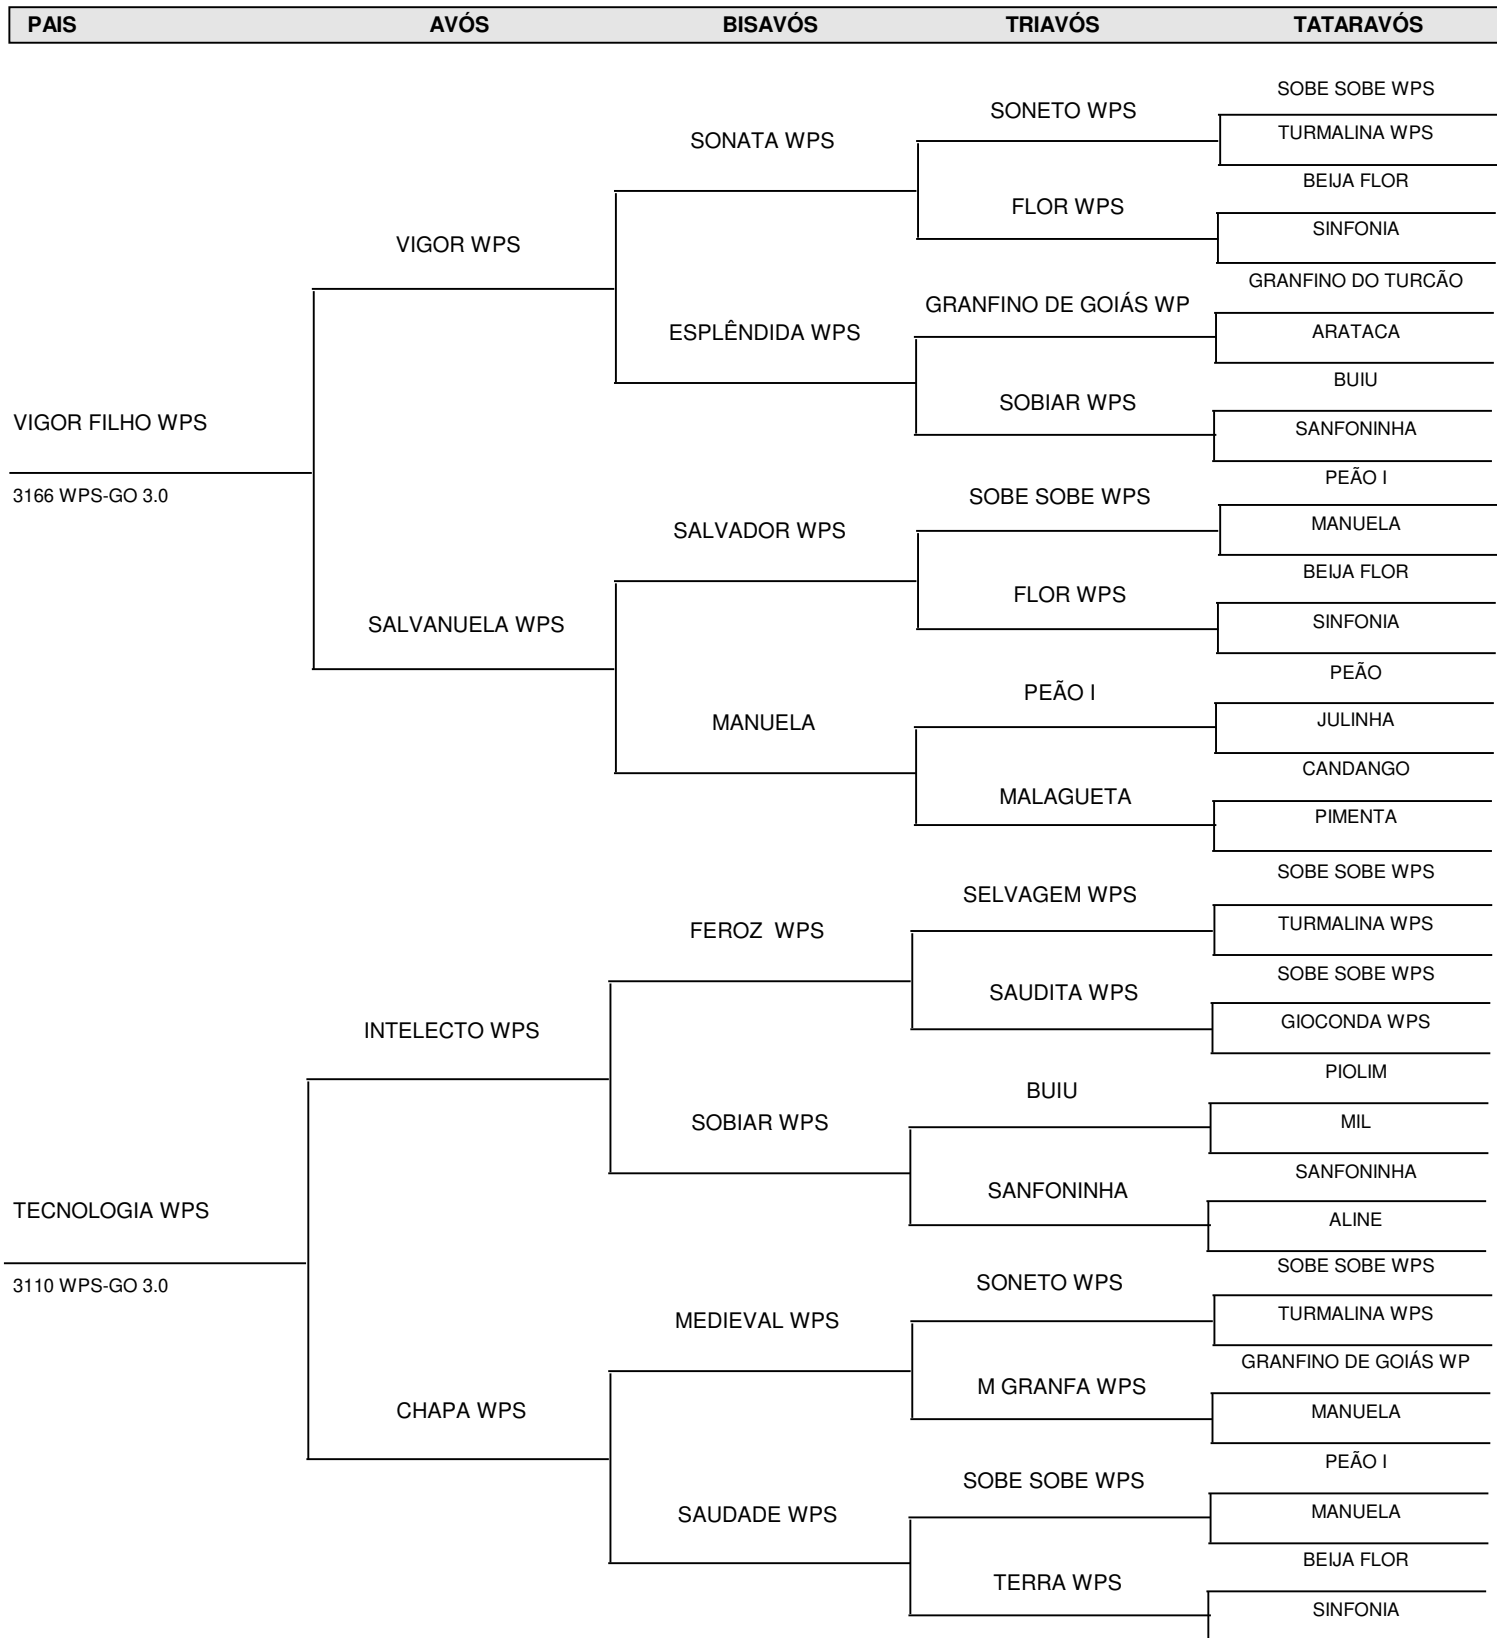 PAIS AVÓS BISAVÓS TRIAVÓS TATARAVÓS
SOBE SOBE WPS
SONETO WPS
TURMALINA WPS
SONATA WPS
BEIJA FLOR
FLOR WPS
SINFONIA
VIGOR WPS
GRANFINO DO TURCÃO
GRANFINO DE GOIÁS WP
ARATACA
ESPLÊNDIDA WPS
BUIU
SOBIAR WPS
SANFONINHA
VIGOR FILHO WPS
3166 WPS-GO 3.0
PEÃO I
SOBE SOBE WPS
MANUELA
SALVADOR WPS
BEIJA FLOR
FLOR WPS
SINFONIA
SALVANUELA WPS
PEÃO
PEÃO I
JULINHA
MANUELA
CANDANGO
MALAGUETA
PIMENTA
SOBE SOBE WPS
SELVAGEM WPS
TURMALINA WPS
FEROZ  WPS
SOBE SOBE WPS
SAUDITA WPS
GIOCONDA WPS
INTELECTO WPS
PIOLIM
BUIU
MIL
SOBIAR WPS
SANFONINHA
SANFONINHA
ALINE
TECNOLOGIA WPS
3110 WPS-GO 3.0
SOBE SOBE WPS
SONETO WPS
TURMALINA WPS
MEDIEVAL WPS
GRANFINO DE GOIÁS WP
M GRANFA WPS
MANUELA
CHAPA WPS
PEÃO I
SOBE SOBE WPS
MANUELA
SAUDADE WPS
BEIJA FLOR
TERRA WPS
SINFONIA